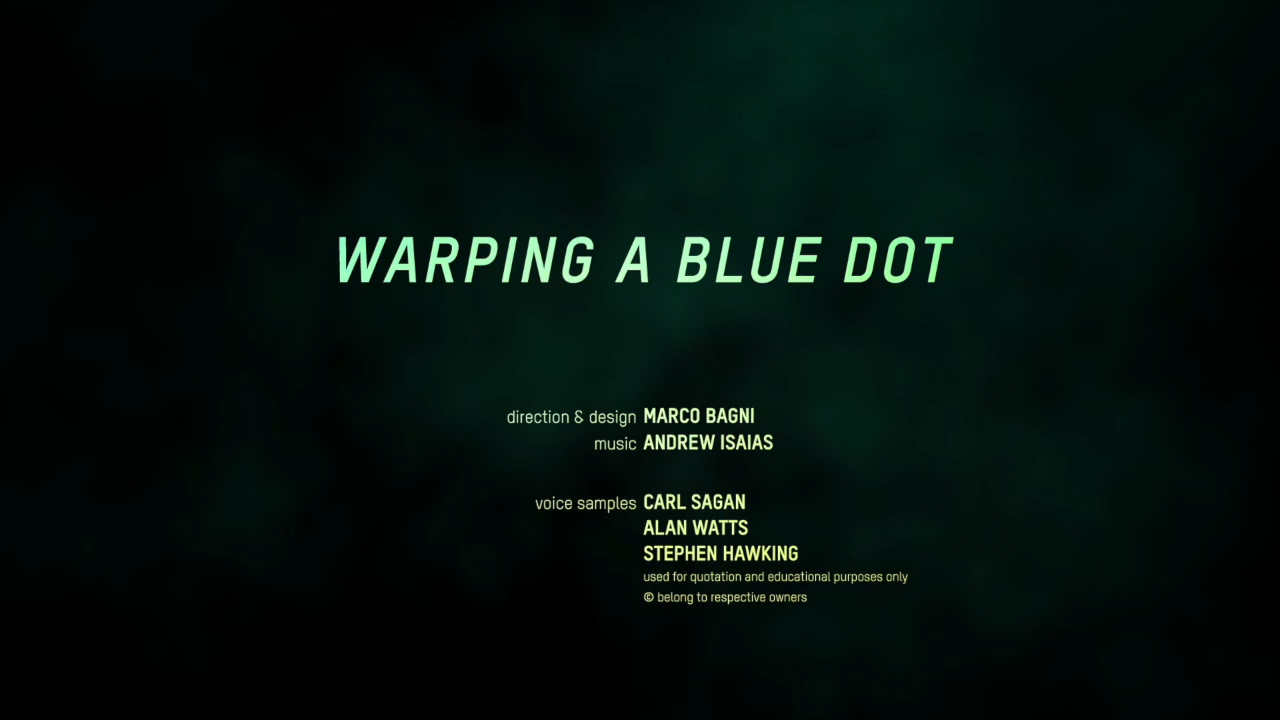 WARPING A BLUE DOT
direction & design MARCO BAGNI
music ANDREW ISAIAS
voice samples CARL SAGAN
ALAN WATTS
STEPHEN HAWKING
used for quotation and educational purposes only
© belong to respective owners